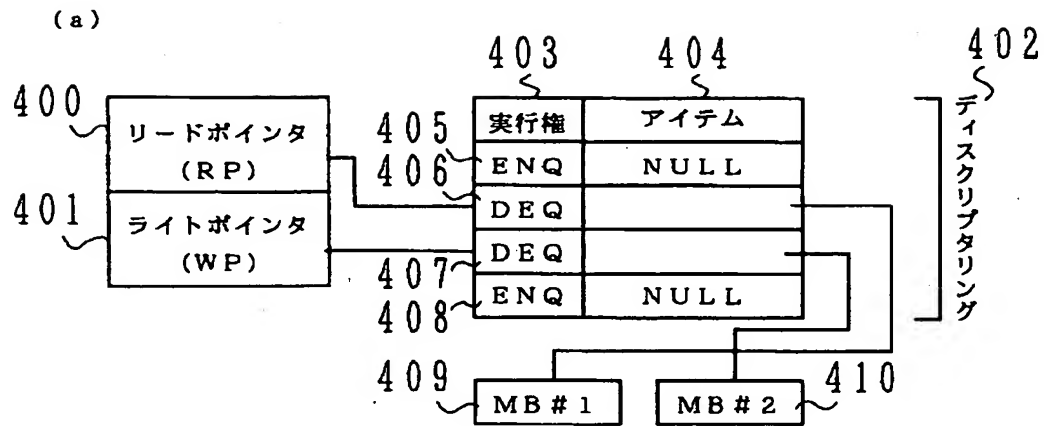 (a)
403
404
402
400
リードポインタ
(RP)
401
ライトポインタ
(WP)
405
406
407
408
実行権 アイテム
ENQ NULL
DEQ
DEQ
ENQ NULL
ディスクリプタリング
409
MB#1
MB#2
410